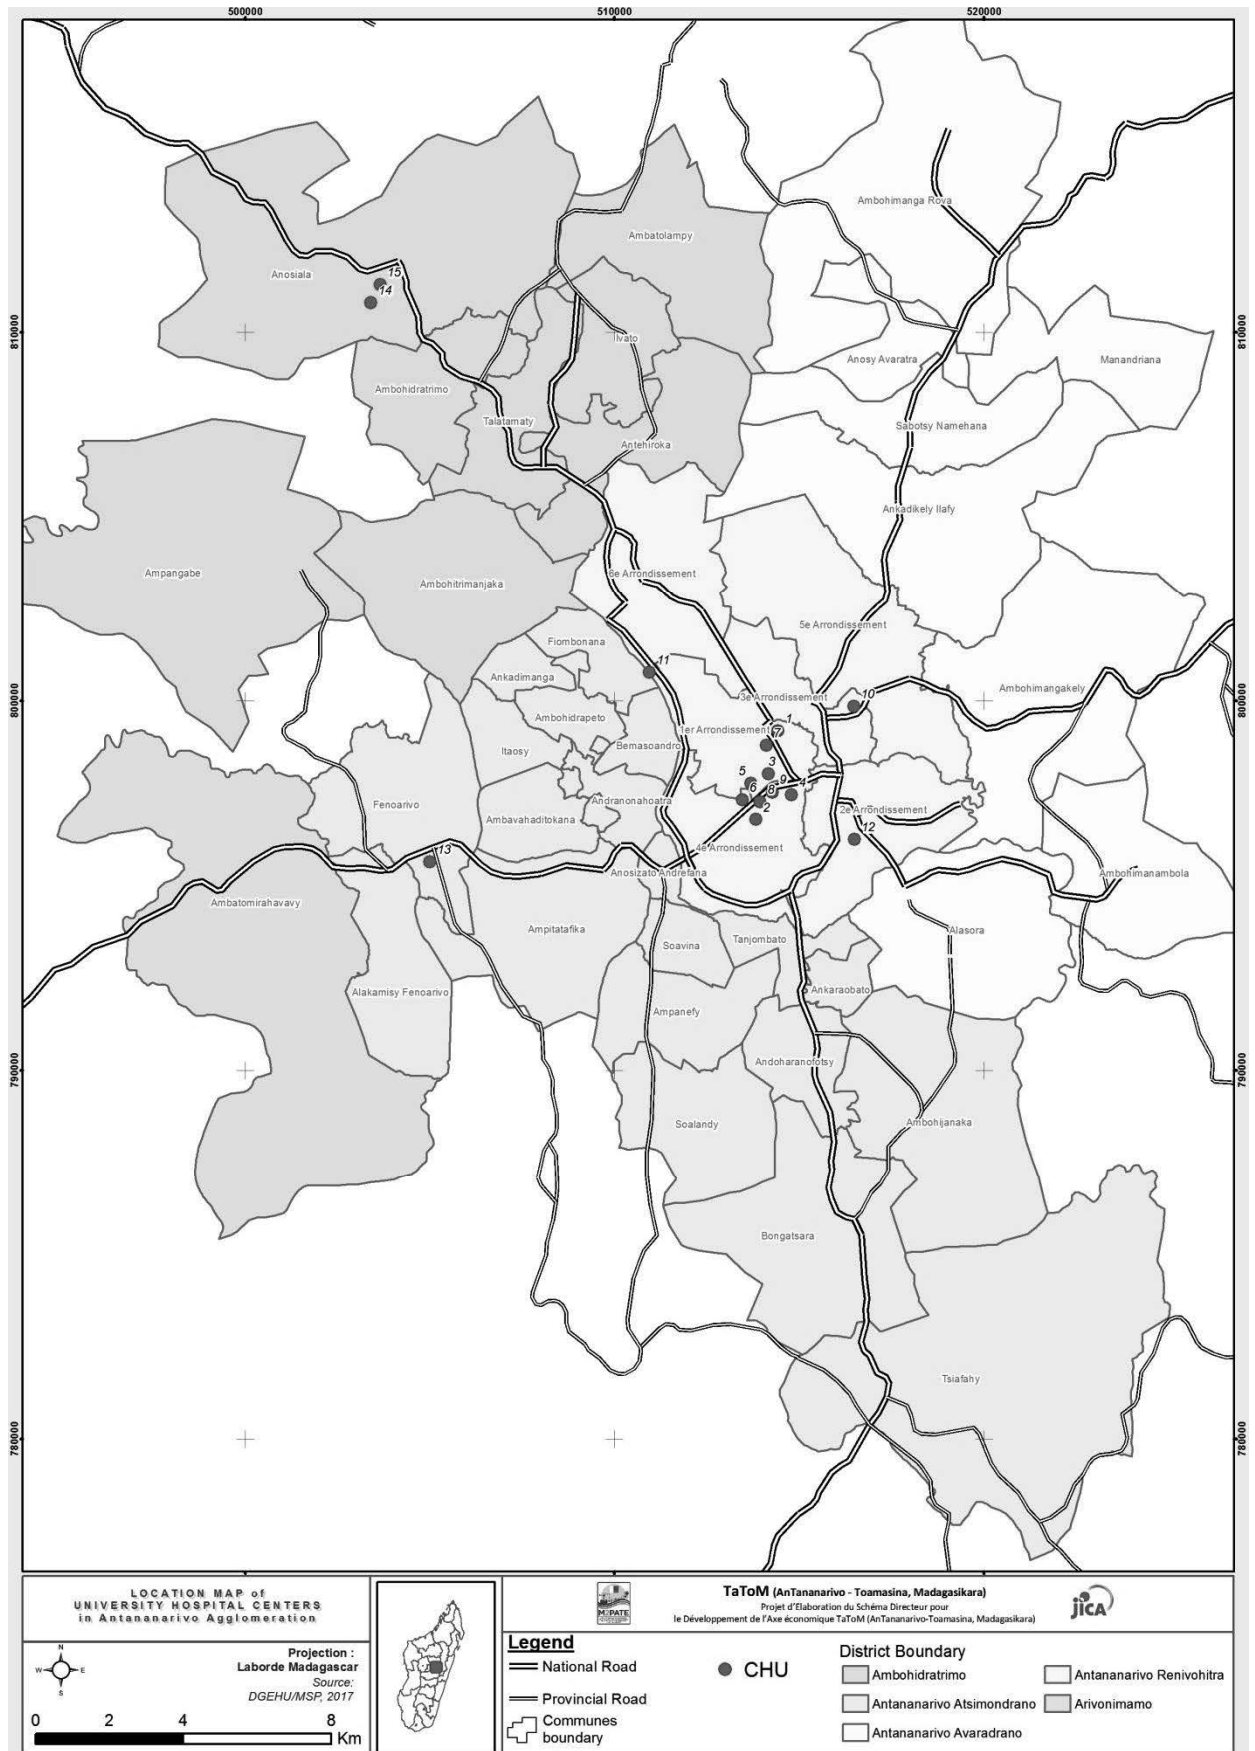 500000
510000
520000
Ambohimanga Rova
Ambatolampy
Anosiala
15
14
810000
810000
Ivato
Anosy Avaratra
Manandriana
Ambohidratrimo
Talatamaty
Sabotsy Namehana
Antehiroka
Ankadikely Ilafy
Ampangabe
Ambohitrimanjaka
6e Arrondissement
5e Arrondissement
Fiombonana
11
Ankadimanga
Ambohimangakely
10
3e Arrondissement
800000
800000
Ambohidrapeto
1
1er Arrondissement
7
Itaosy
Bemasoandro
3
5
9
4
6
8
Andranonahoatra
2e Arrondissement
Fenoarivo
2
Ambavahaditokana
12
4e Arrondissement
13
Anosizato Andrefana
Ambohimanambola
Ambatomirahavavy
Ampitatafika
Alasora
Tanjombato
Soavina
Alakamisy Fenoarivo
Ankaraobato
Ampanefy
Andoharanofotsy
790000
790000
Soalandy
Ambohijanaka
Bongatsara
Tsiafahy
780000
780000
LOCATION MAP of
UNIVERSITY HOSPITAL CENTERS
in Antananarivo Agglomeration
N
W
E
S
Projection :
Laborde Madagascar
Source:
DGEHU/MSP, 2017
0 4 8
Km
M2PATE
TaToM (AnTananarivo - Toamasina, Madagasikara)
Projet d'Elaboration du Schéma Directeur pour
le Développement de l'Axe économique TaToM (AnTananarivo-Toamasina, Madagasikara)
jICA
Legend
National Road
Provincial Road
Communes
boundary
CHU
District Boundary
Ambohidratrimo
Antananarivo Atsimondrano
Antananarivo Avaradrano
Antananarivo Renivohitra
Arivonimamo